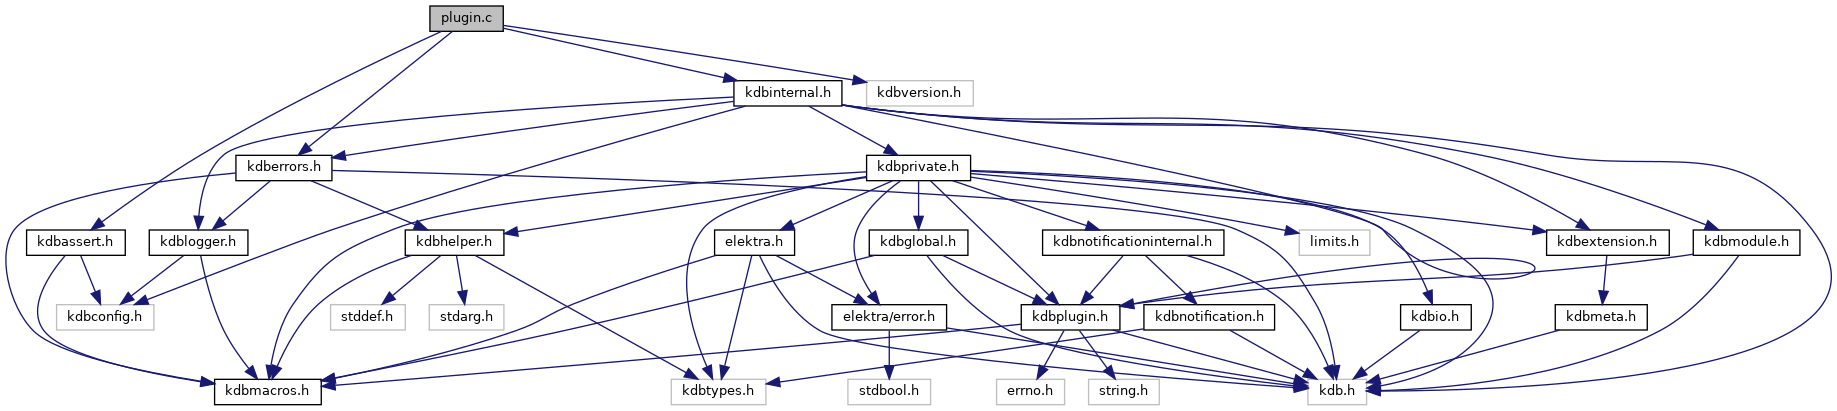 plugin.c
kdbinternal.h
kdbversion.h
kdberrors.h
kdbprivate.h
kdbassert.h
kdblogger.h
kdbhelper.h
elektra.h
kdbglobal.h
kdbnotificationinternal.h
limits.h
kdbextension.h
kdbmodule.h
kdbconfig.h
stddef.h
stdarg.h
elektra/error.h
kdbplugin.h
kdbnotification.h
kdbio.h
kdbmeta.h
kdbmacros.h
kdbtypes.h
stdbool.h
errno.h
string.h
kdb.h